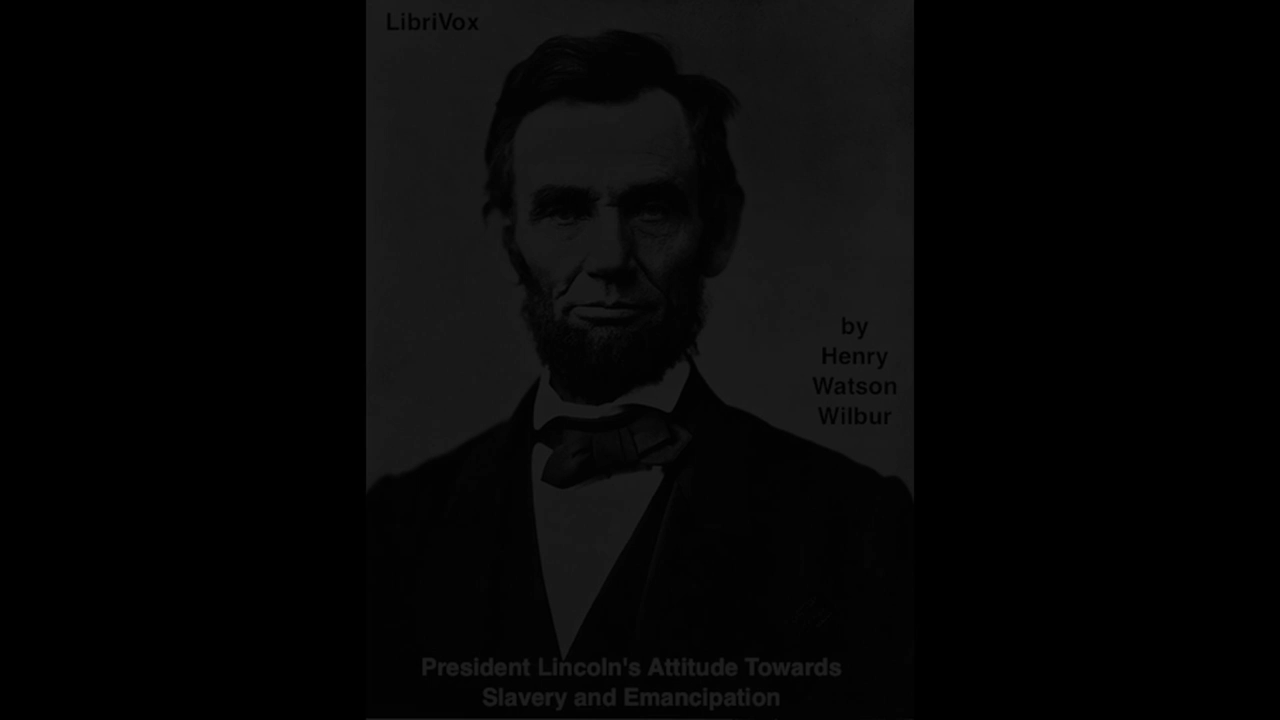 LibriVox
by
Henry
Watson
Wilbur
President Lincoln's Attitude Towards
Slavery and Emancipation